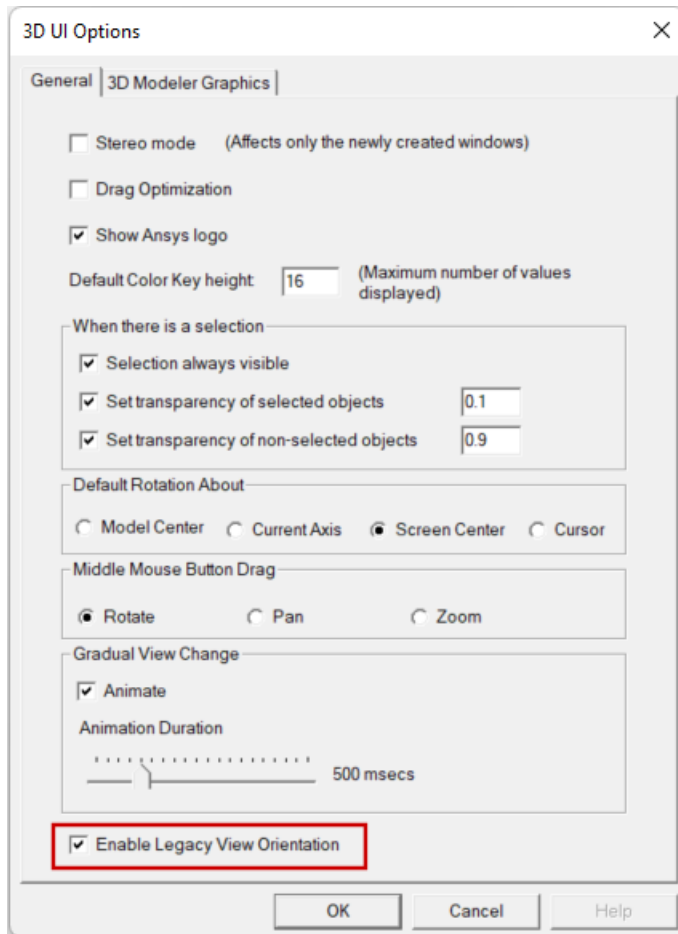 3D UI Options
General
3D Modeler Graphics
Stereo mode (Affects only the newly created windows)
Drag Optimization
Show Ansys logo
Default Color Key height: 16 (Maximum number of values
displayed)
When there is a selection
Selection always visible
Set transparency of selected objects 0.1
Set transparency of non-selected objects 0.9
Default Rotation About
Model Center Current Axis Screen Center Cursor
Middle Mouse Button Drag
Rotate Pan Zoom
Gradual View Change
Animate
Animation Duration
500 msecs
Enable Legacy View Orientation
OK Cancel Help